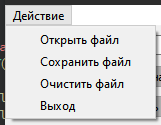 Действие
Открыть файл
Сохранить файл
Очистить файл
Выход